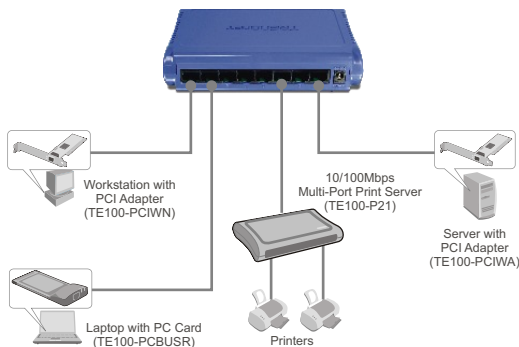 TRENDNET
Workstation with
PCI Adapter
(TE100-PCIWN)
10/100Mbps
Multi-Port Print Server
(TE100-P21)
Server with
PCI Adapter
(TE100-PCIWA)
Laptop with PC Card
(TE100-PCBUSR)
Printers